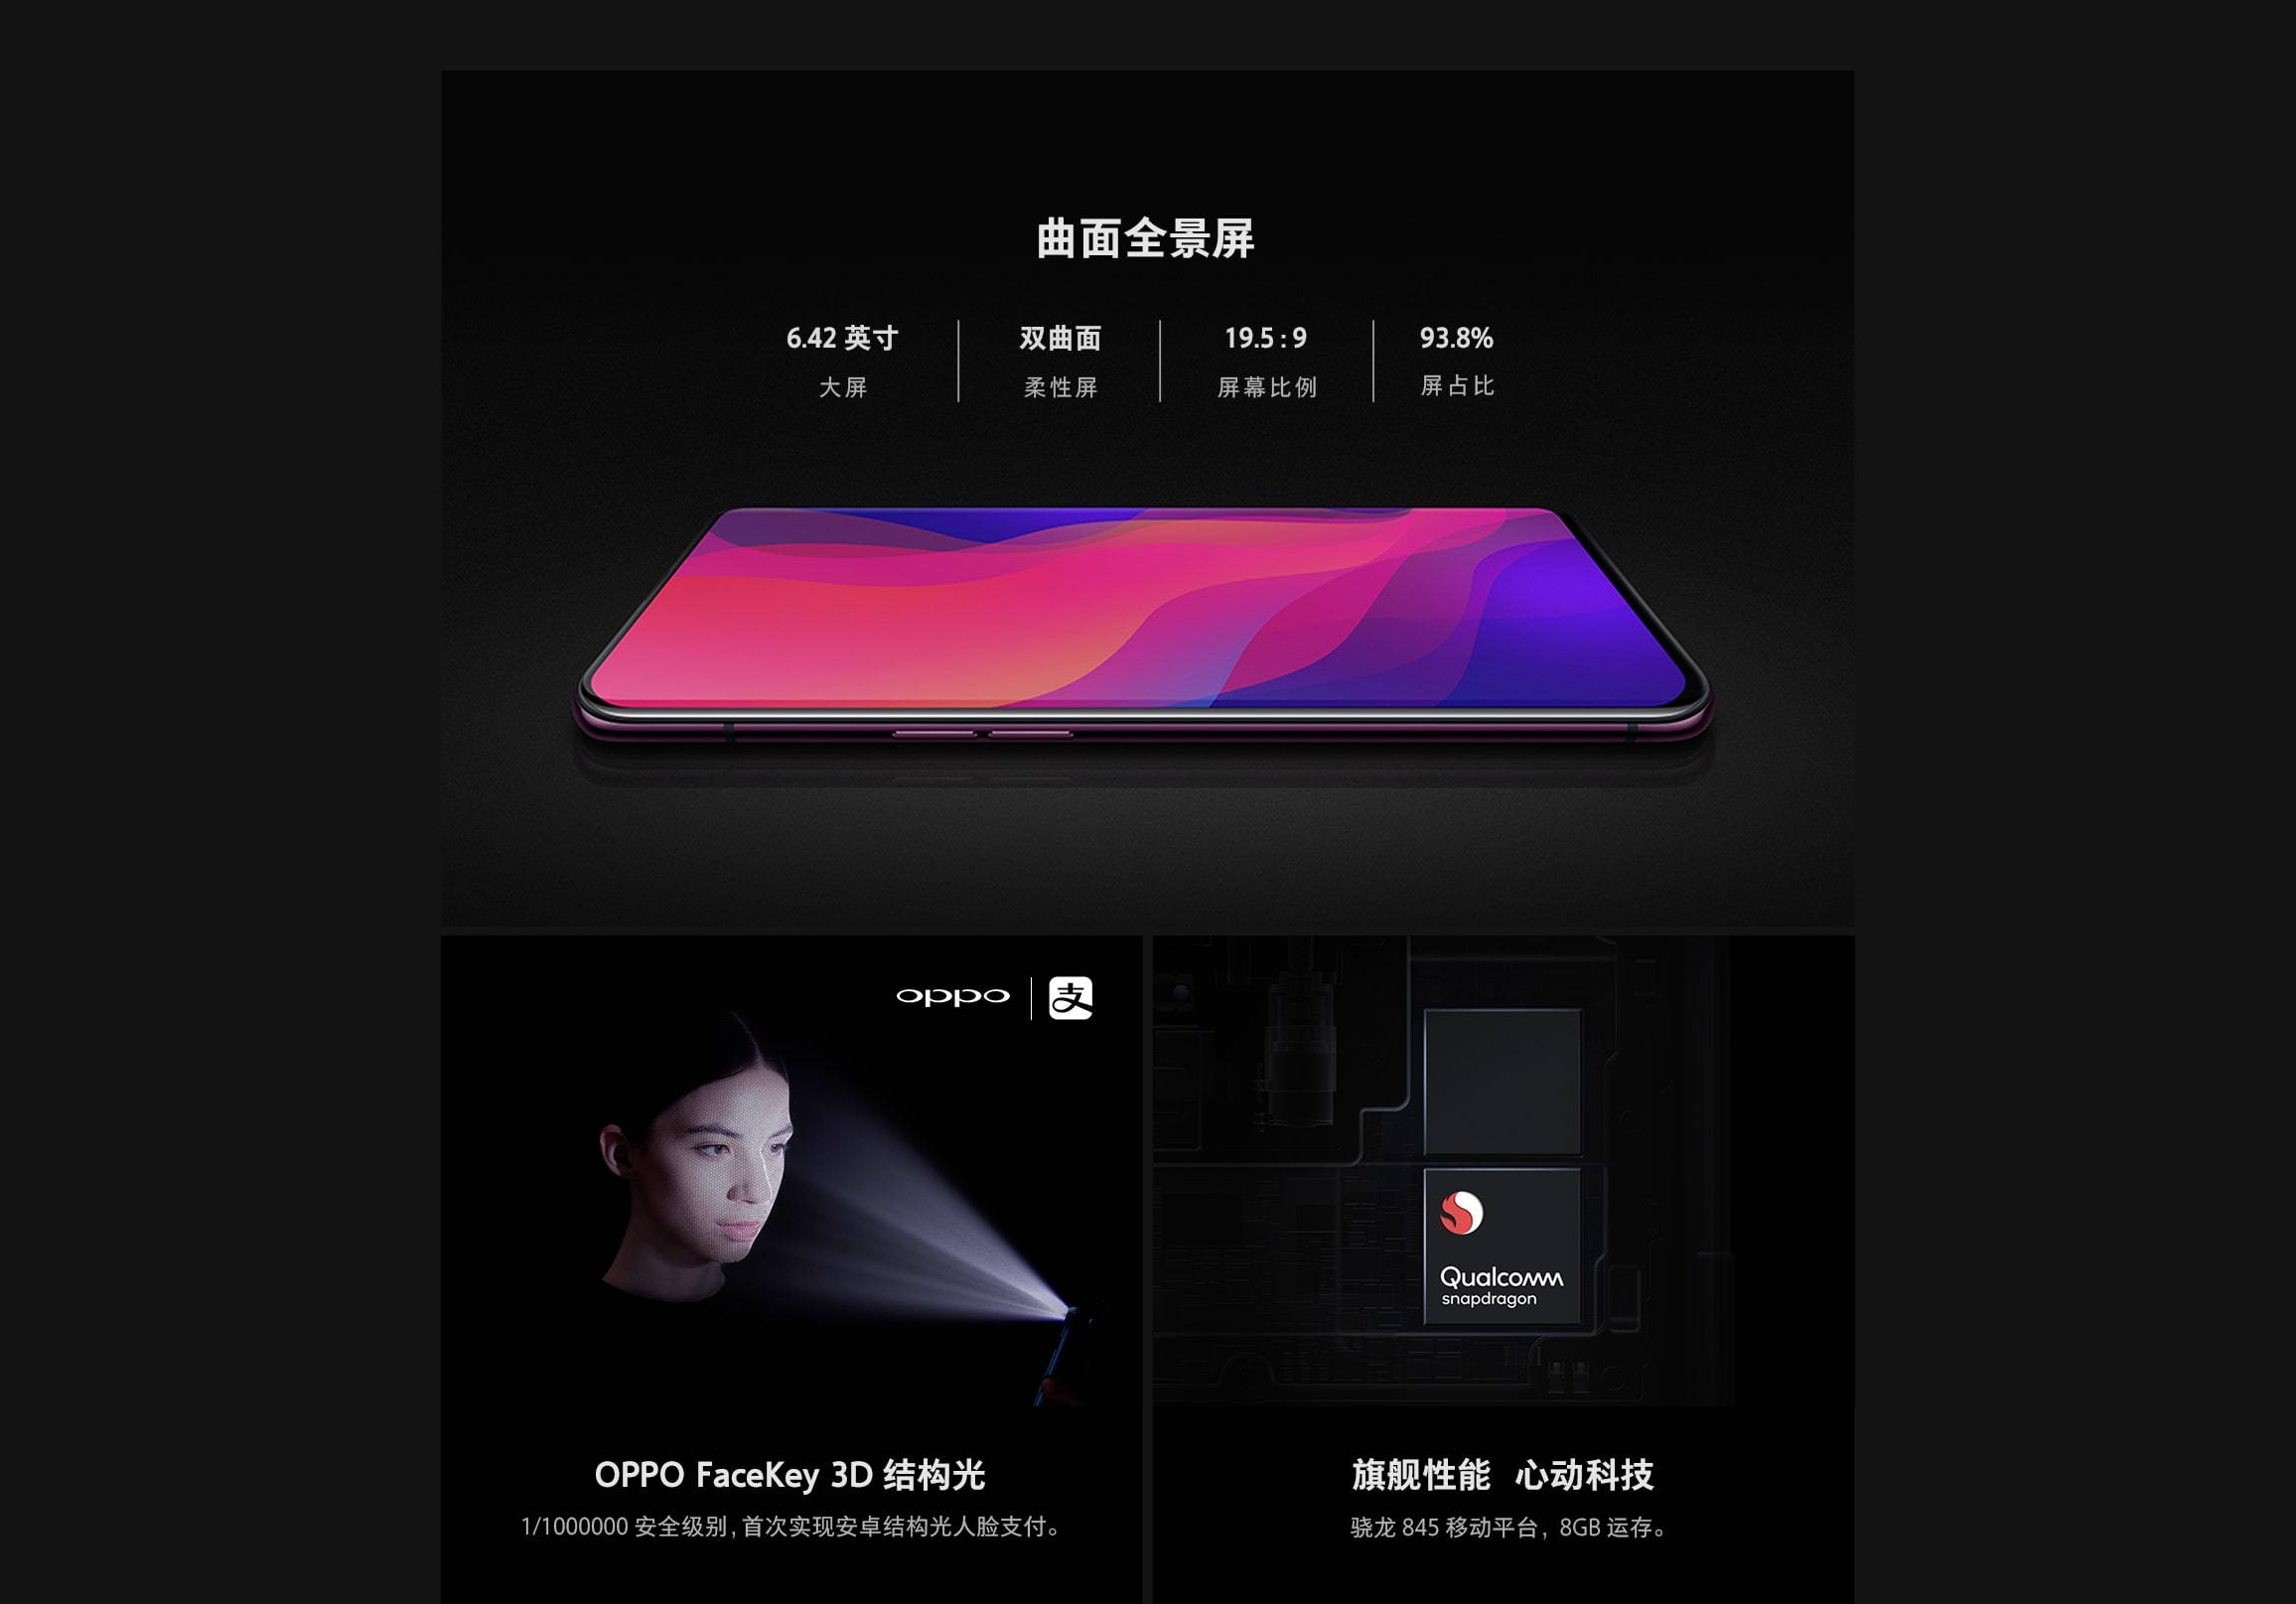 曲面全景屏
6.42 英寸
大屏
双曲面
柔性屏
19.5 : 9
屏幕比例
93.8%
屏占比
oppo
支
Qualcomm
snapdragon
OPPO FaceKey 3D 结构光
1/1000000 安全级别, 首次实现安卓结构光人脸支付。
旗舰性能 心动科技
骁龙 845 移动平台，8GB 运存。